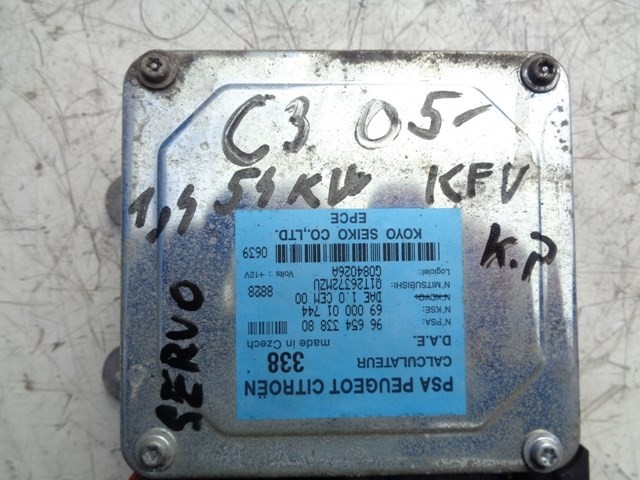 C3 05-
1,4 54KW KFV
K.P
SERVO
PSA PEUGEOT CITROËN
CALCULATEUR 338
D.A.E. made in Czech
N°PSA: 96 654 338 80
N°KSE: 69 000 01 744
N°KOYO: DAE 1.0 CEM 00
N°MITSUBISHI: Q1T26372MZU 8828
Logiciel: G084026A Volts : +12V
0639
KOYO SEIKO CO.,LTD.
EPCE